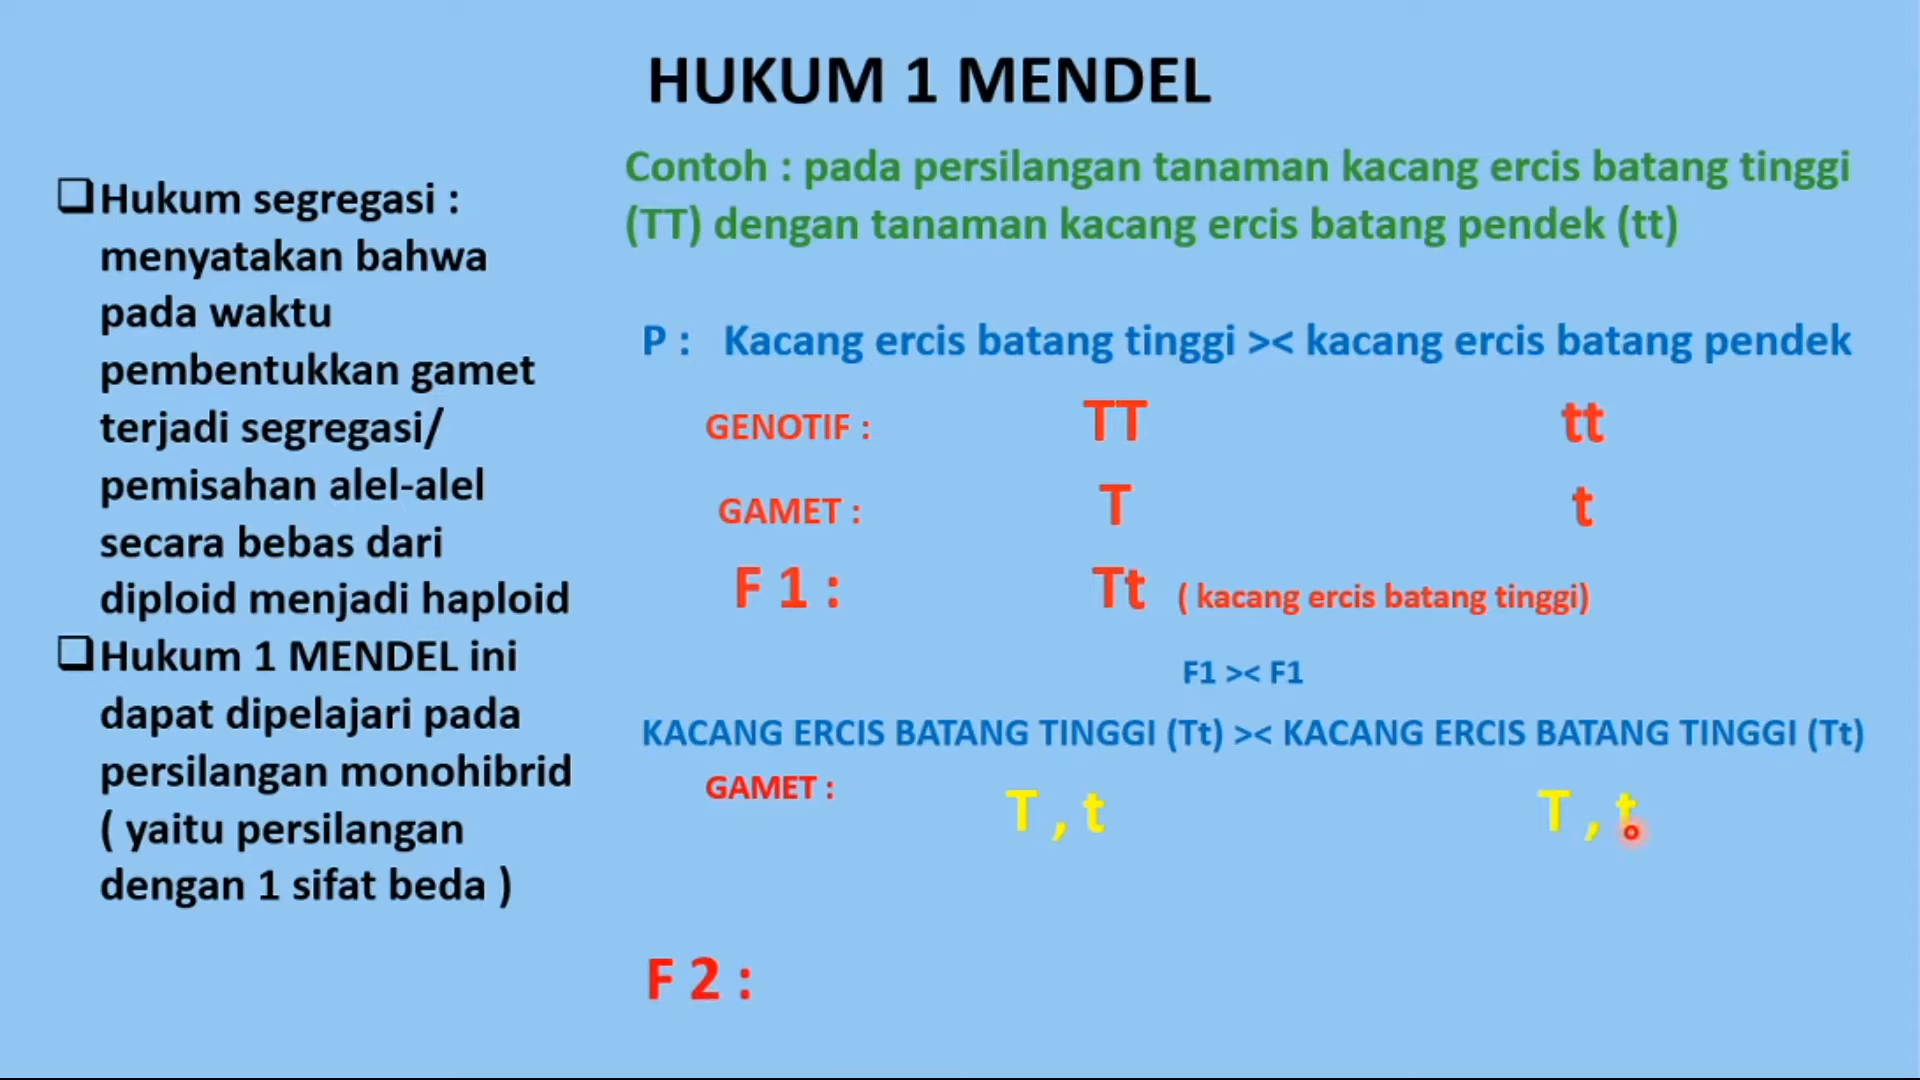 HUKUM 1 MENDEL
❑Hukum segregasi :
menyatakan bahwa
pada waktu
pembentukkan gamet
terjadi segregasi/
pemisahan alel-alel
secara bebas dari
diploid menjadi haploid
❑Hukum 1 MENDEL ini
dapat dipelajari pada
persilangan monohibrid
( yaitu persilangan
dengan 1 sifat beda )
Contoh : pada persilangan tanaman kacang ercis batang tinggi
(TT) dengan tanaman kacang ercis batang pendek (tt)
P : Kacang ercis batang tinggi >< kacang ercis batang pendek
GENOTIF : TT tt
GAMET : T t
F 1 : Tt ( kacang ercis batang tinggi)
F1 >< F1
KACANG ERCIS BATANG TINGGI (Tt) >< KACANG ERCIS BATANG TINGGI (Tt)
GAMET : T , t T , t
F 2 :